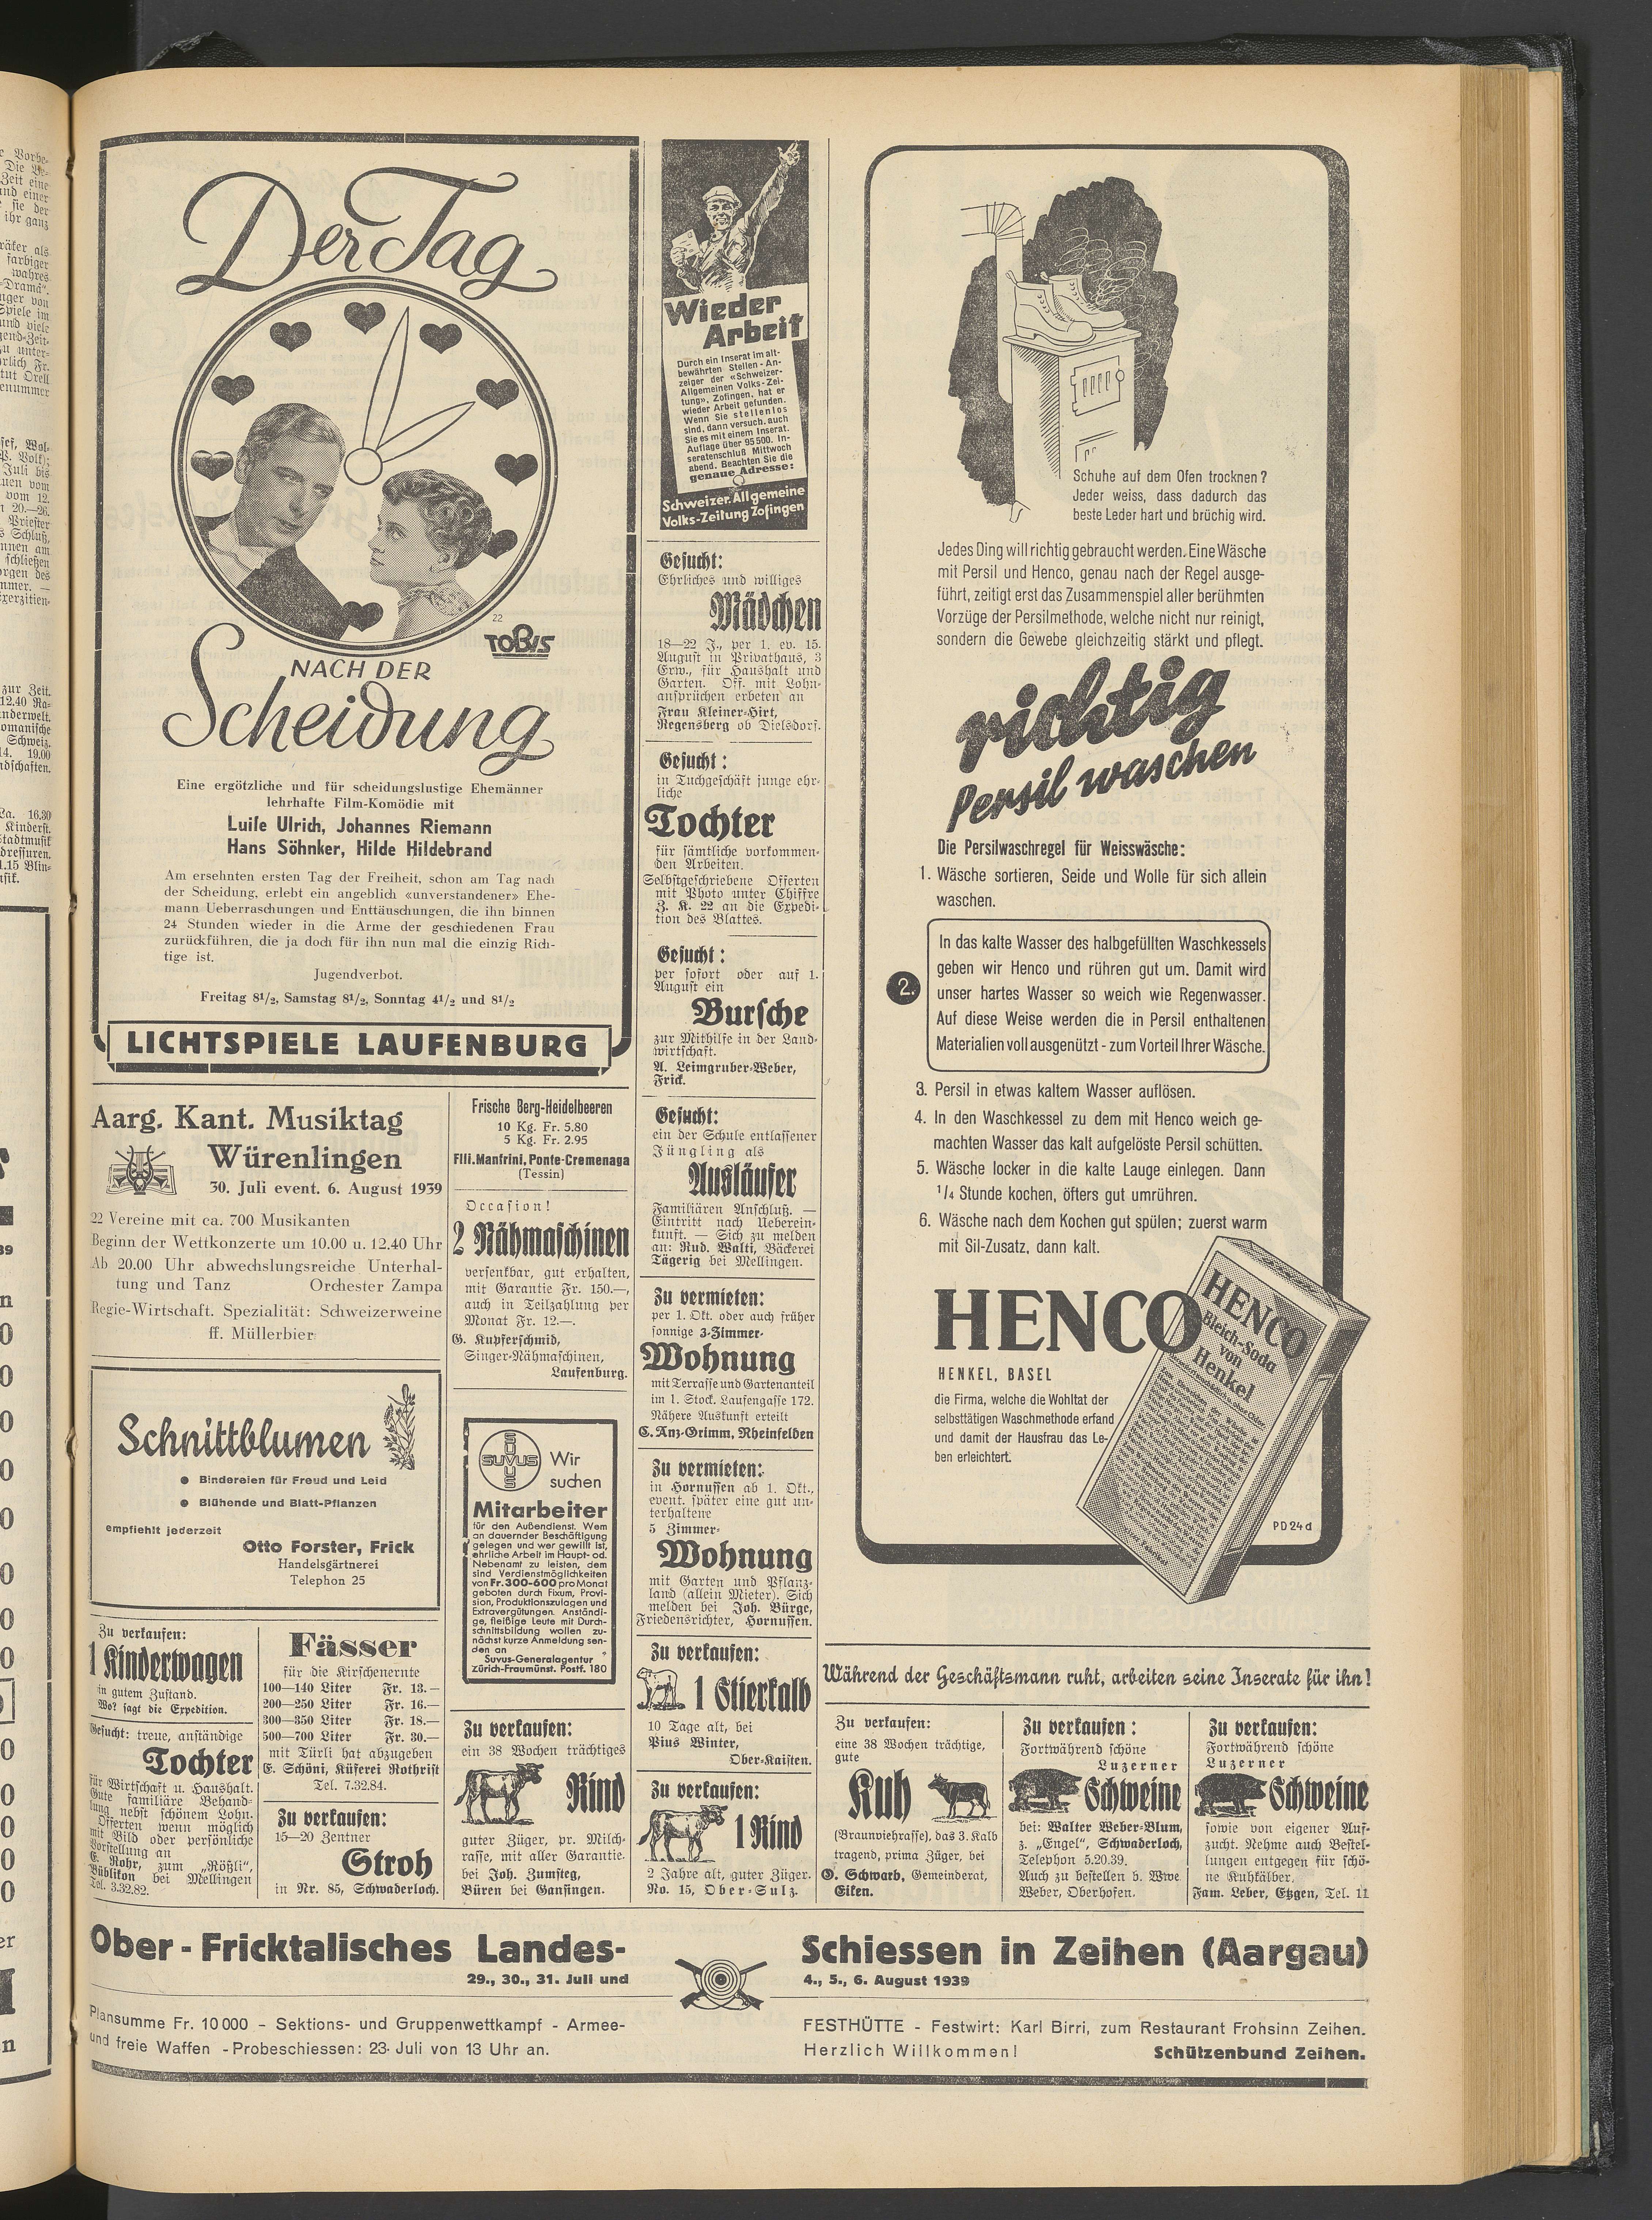 Der Tag
22
TOBIS
NACH DER
Scheidung
Eine ergötzliche und für scheidungslustige Ehemänner
lehrhafte Film-Komödie mit
Luise Ulrich, Johannes Riemann
Hans Söhnker, Hilde Hildebrand
Am ersehnten ersten Tag der Freiheit, schon am Tag nach
der Scheidung, erlebt ein angeblich «unverstandener» Ehe-
mann Ueberraschungen und Enttäuschungen, die ihn binnen
24 Stunden wieder in die Arme der geschiedenen Frau
zurückführen, die ja doch für ihn nun mal die einzig Rich-
tige ist.
Jugendverbot.
Freitag 8½, Samstag 8½, Sonntag 4½ und 8½
LICHTSPIELE LAUFENBURG
Aarg. Kant. Musiktag
Würenlingen
30. Juli event. 6. August 1939
22 Vereine mit ca. 700 Musikanten
Beginn der Wettkonzerte um 10.00 u. 12.40 Uhr
Ab 20.00 Uhr abwechslungsreiche Unterhal-
tung und Tanz Orchester Zampa
Regie-Wirtschaft. Spezialität: Schweizerweine
ff. Müllerbier
Schnittblumen
Bindereien für Freud und Leid
Blühende und Blatt-Pflanzen
empfiehlt jederzeit
Otto Forster, Frick
Handelsgärtnerei
Telephon 25
Zu verkaufen:
1 Kinderwagen
in gutem Zustand.
Wo? sagt die Expedition.
Gesucht: treue, anständige
Tochter
für Wirtschaft u. Haushalt.
Gute familiäre Behand-
lung nebst schönem Lohn.
Offerten wenn möglich
mit Bild oder persönliche
Vorstellung an
E. Rohr, zum „Rößli“,
Büblikon bei Mellingen
Tel. 3.32.82.
Fässer
für die Kirschenernte
100—140 Liter Fr. 13.—
200—250 Liter Fr. 16.—
300—350 Liter Fr. 18.—
500—700 Liter Fr. 30.—
mit Türli hat abzugeben
E. Schöni, Küferei Rothrist
Tel. 7.32.84.
Zu verkaufen:
15—20 Zentner
Stroh
in Nr. 85, Schwaderloch.
Frische Berg-Heidelbeeren
10 Kg. Fr. 5.80
5 Kg. Fr. 2.95
Flli. Manfrini, Ponte-Cremenaga
(Tessin)
Occasion!
2 Nähmaschinen
versenkbar, gut erhalten,
mit Garantie Fr. 150.—,
auch in Teilzahlung per
Monat Fr. 12.—.
G. Kupferschmid,
Singer-Nähmaschinen,
Laufenburg.
SUVUS
SUVUS
Wir
suchen
Mitarbeiter
für den Außendienst. Wem
an dauernder Beschäftigung
gelegen und wer gewillt ist,
ehrliche Arbeit im Haupt- od.
Nebenamt zu leisten, dem
sind Verdienstmöglichkeiten
von Fr. 300-600 pro Monat
geboten durch Fixum, Provi-
sion, Produktionszulagen und
Extravergütungen. Anständi-
ge, fleißige Leute mit Durch-
schnittsbildung wollen zu-
nächst kurze Anmeldung sen-
den an
Suvus-Generalagentur
Zürich-Fraumünst. Postf. 180
Zu verkaufen:
ein 38 Wochen trächtiges
Rind
guter Züger, pr. Milch-
rasse, mit aller Garantie.
bei Job. Zumsteg,
Büren bei Gansingen.
Wieder
Arbeit
Durch ein Inserat im alt-
bewährten Stellen-An-
zeiger der «Schweizer-
Allgemeinen Volks-Zei-
tung», Zofingen, hat er
wieder Arbeit gefunden.
Wenn Sie stellenlos
sind, dann versuch. auch
Sie es mit einem Inserat.
Auflage über 95500. In-
seratenschluß Mittwoch
abend. Beachten Sie die
genaue Adresse:
Schweizer. Allgemeine
Volks-Zeitung Zofingen
Gesucht:
Ehrliches und williges
Mädchen
18—22 J., per 1. ev. 15.
August in Privathaus, 3
Erw., für Haushalt und
Garten. Off. mit Lohn-
ansprüchen erbeten an
Frau Kleiner-Hirt,
Regensberg ob Dielsdorf.
Gesucht:
in Tuchgeschäft junge ehr-
liche
Tochter
für sämtliche vorkommen-
den Arbeiten.
Selbstgeschriebene Offerten
mit Photo unter Chiffre
Z. K. 22 an die Expedi-
tion des Blattes.
Gesucht:
per sofort oder auf 1.
August ein
Bursche
zur Mithilfe in der Land-
wirtschaft.
A. Leimgruber-Weber,
Frick.
Gesucht:
ein der Schule entlassener
Jüngling als
Ausläufer
Familiären Anschluß. —
Eintritt nach Ueberein-
kunft. — Sich zu melden
an: Rud. Walti, Bäckerei
Tägerig bei Mellingen.
Zu vermieten:
per 1. Okt. oder auch früher
sonnige 3-Zimmer-
Wohnung
mit Terrasse und Gartenanteil
im 1. Stock. Laufengasse 172.
Nähere Auskunft erteilt
C. Anz-Grimm, Rheinfelden
Zu vermieten:
in Hornussen ab 1. Okt.,
event. später eine gut un-
terhaltene
5 Zimmer-
Wohnung
mit Garten und Pflanz-
land (allein Mieter). Sich
melden bei Joh. Bürge,
Friedensrichter, Hornussen.
Zu verkaufen:
1 Stierkalb
10 Tage alt, bei
Pius Winter,
Ober-Kaisten.
Zu verkaufen:
1 Rind
2 Jahre alt, guter Züger.
No. 15, Ober-Sulz.
Schuhe auf dem Ofen trocknen?
Jeder weiss, dass dadurch das
beste Leder hart und brüchig wird.
Jedes Ding will richtig gebraucht werden. Eine Wäsche
mit Persil und Henco, genau nach der Regel ausge-
führt, zeitigt erst das Zusammenspiel aller berühmten
Vorzüge der Persilmethode, welche nicht nur reinigt,
sondern die Gewebe gleichzeitig stärkt und pflegt.
richtig
Persil waschen
Die Persilwaschregel für Weisswäsche:
1. Wäsche sortieren, Seide und Wolle für sich allein
waschen.
2.
In das kalte Wasser des halbgefüllten Waschkessels
geben wir Henco und rühren gut um. Damit wird
unser hartes Wasser so weich wie Regenwasser.
Auf diese Weise werden die in Persil enthaltenen
Materialien voll ausgenützt - zum Vorteil Ihrer Wäsche.
3. Persil in etwas kaltem Wasser auflösen.
4. In den Waschkessel zu dem mit Henco weich ge-
machten Wasser das kalt aufgelöste Persil schütten.
5. Wäsche locker in die kalte Lauge einlegen. Dann
¼ Stunde kochen, öfters gut umrühren.
6. Wäsche nach dem Kochen gut spülen; zuerst warm
mit Sil-Zusatz, dann kalt.
HENCO
HENKEL, BASEL
die Firma, welche die Wohltat der
selbsttätigen Waschmethode erfand
und damit der Hausfrau das Le-
ben erleichtert.
HENCO
Bleich-Soda
von
Henkel
PD 24 d
Während der Geschäftsmann ruht, arbeiten seine Inserate für ihn!
Zu verkaufen:
eine 38 Wochen trächtige,
gute
Kuh
(Braunviehrasse), das 3. Kalb
tragend, prima Züger, bei
O. Schwarb, Gemeinderat,
Eiken.
Zu verkaufen:
Fortwährend schöne
Luzerner
Schweine
bei: Walter Weber-Blum,
z. „Engel“, Schwaderloch,
Telephon 5.20.39.
Auch zu bestellen b. Wwe
Weber, Oberhofen.
Zu verkaufen:
Fortwährend schöne
Luzerner
Schweine
sowie von eigener Auf-
zucht. Nehme auch Bestel-
lungen entgegen für schö-
ne Kuhkälber.
Fam. Leber, Etzgen, Tel. 11
Ober-Fricktalisches Landes-
Schiessen in Zeihen (Aargau)
29., 30., 31. Juli und
4., 5., 6. August 1939
Plansumme Fr. 10000 - Sektions- und Gruppenwettkampf - Armee-
und freie Waffen - Probeschiessen: 23. Juli von 13 Uhr an.
FESTHÜTTE - Festwirt: Karl Birri, zum Restaurant Frohsinn Zeihen.
Herzlich Willkommen!
Schützenbund Zeihen.